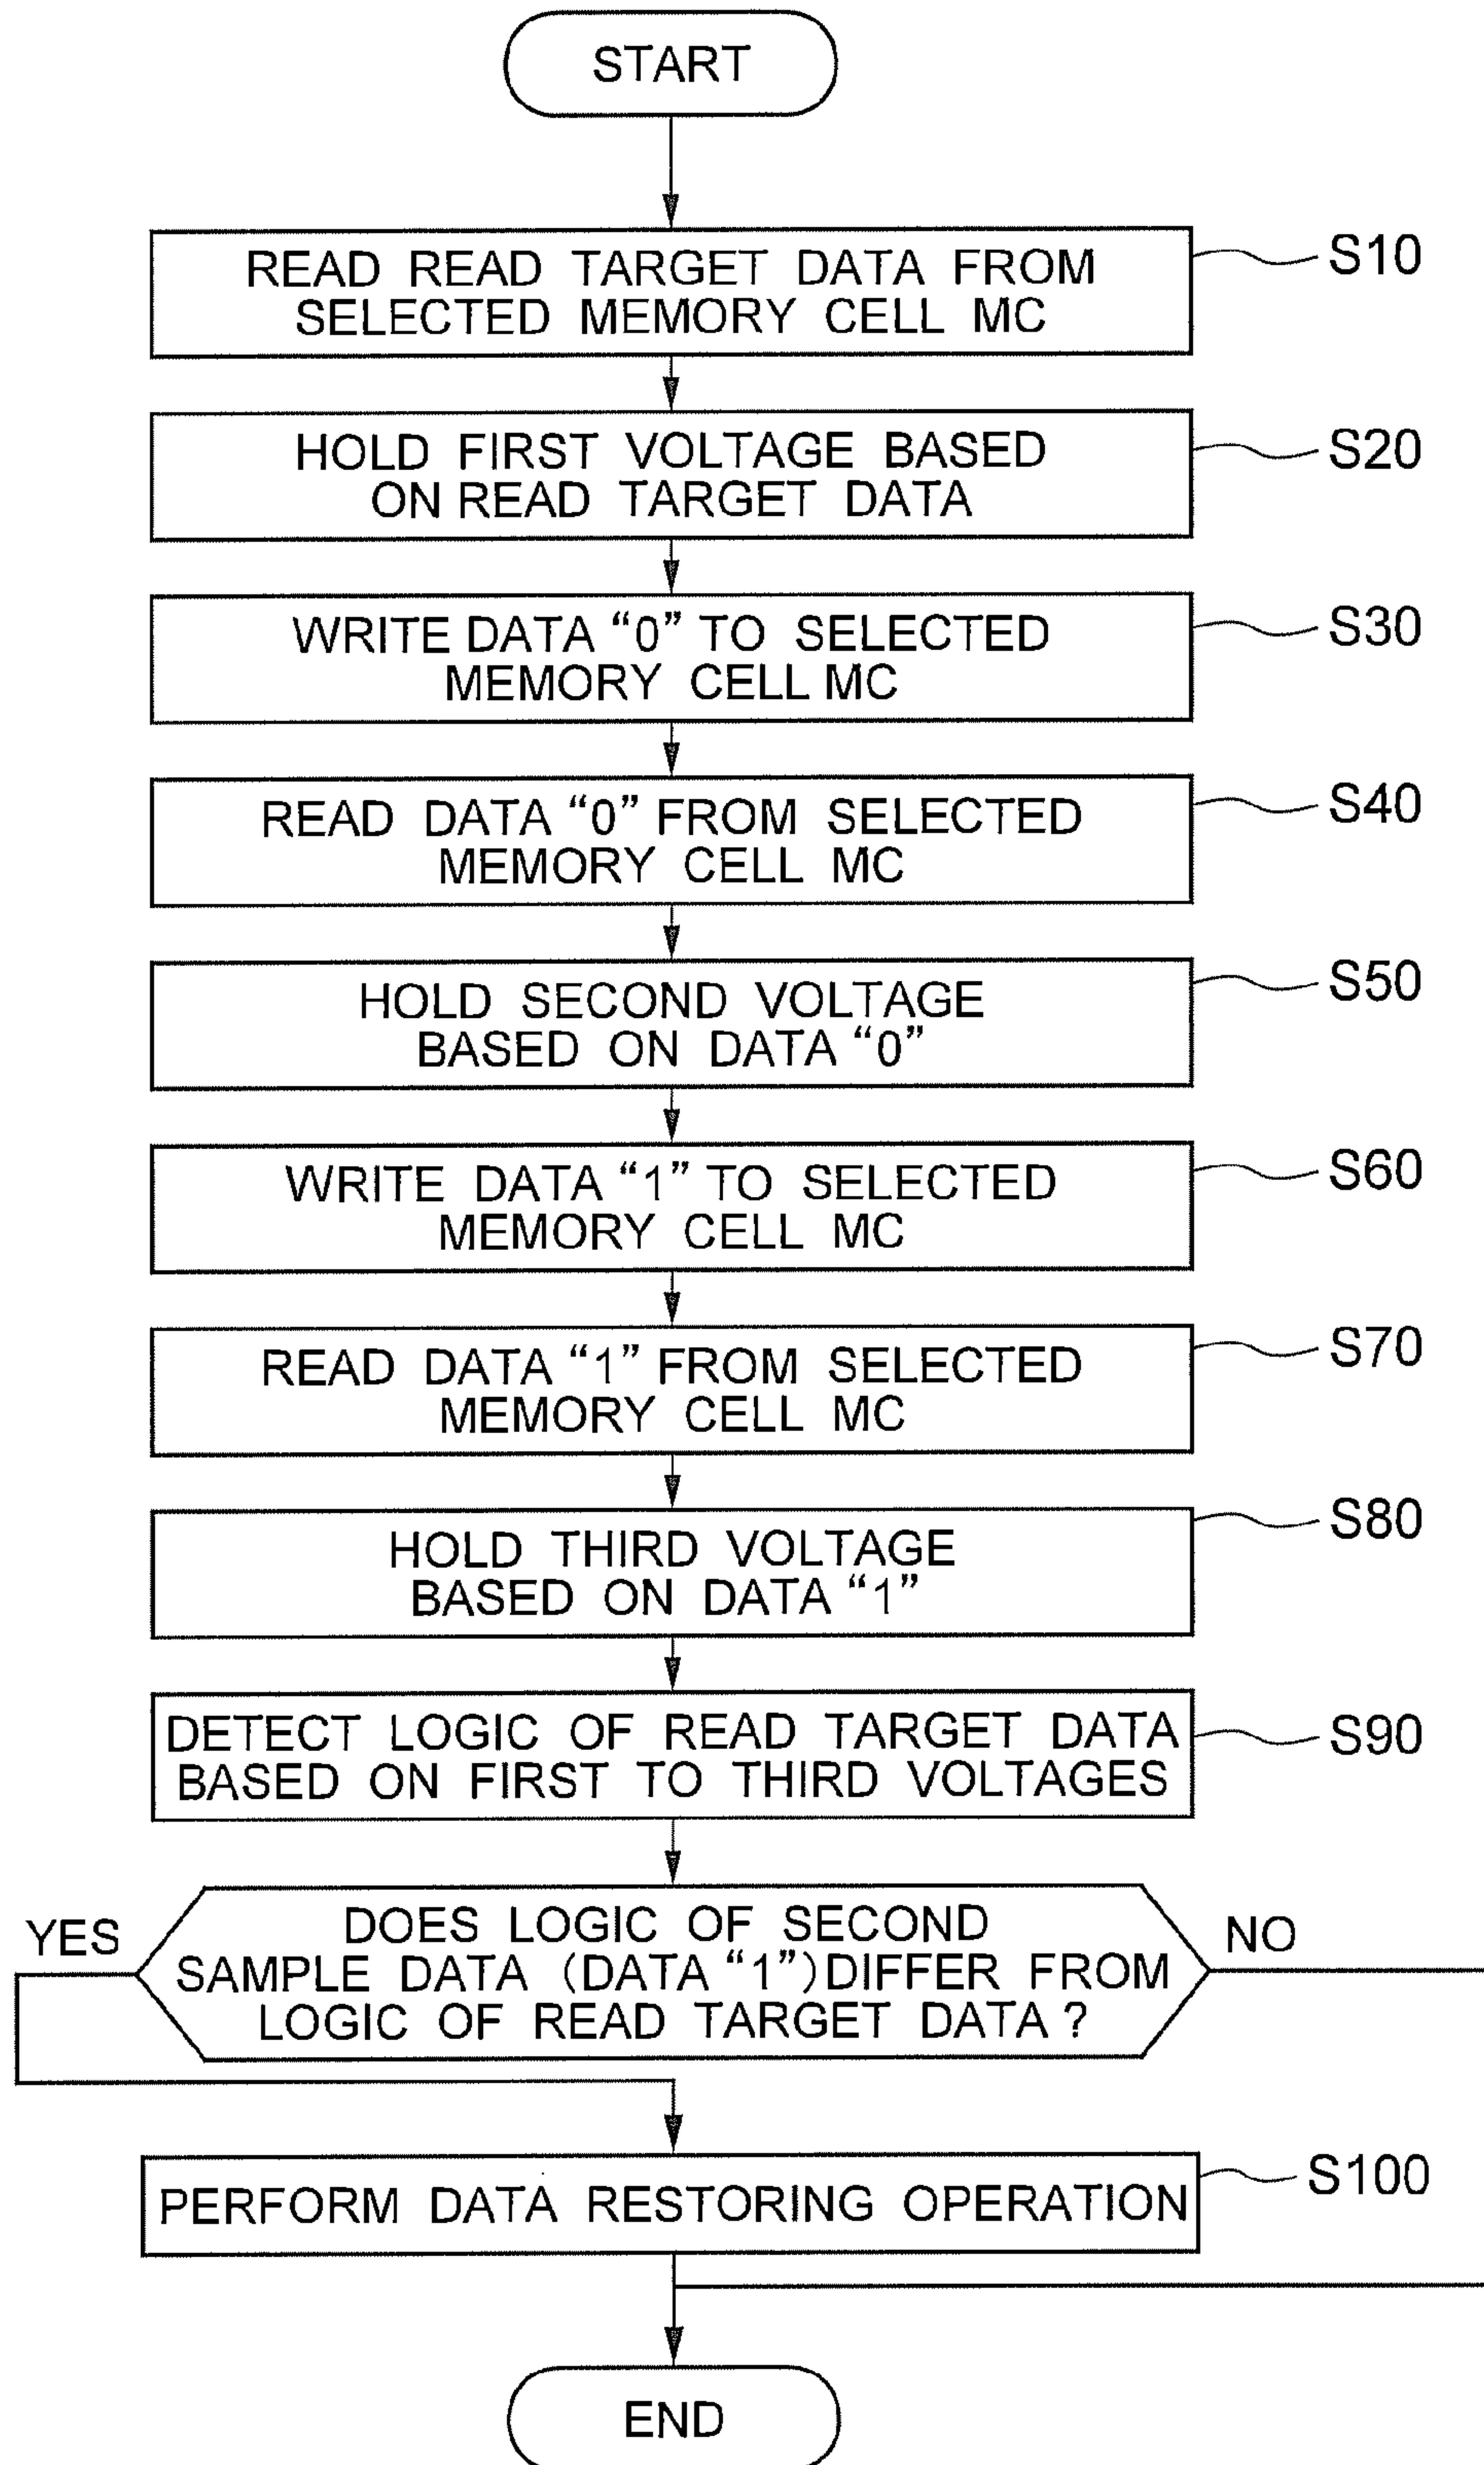 START
READ READ TARGET DATA FROM
SELECTED MEMORY CELL MC
S10
HOLD FIRST VOLTAGE BASED
ON READ TARGET DATA
S20
WRITE DATA “0” TO SELECTED
MEMORY CELL MC
S30
READ DATA “0” FROM SELECTED
MEMORY CELL MC
S40
HOLD SECOND VOLTAGE
BASED ON DATA “0”
S50
WRITE DATA “1” TO SELECTED
MEMORY CELL MC
S60
READ DATA “1” FROM SELECTED
MEMORY CELL MC
S70
HOLD THIRD VOLTAGE
BASED ON DATA “1”
S80
DETECT LOGIC OF READ TARGET DATA
BASED ON FIRST TO THIRD VOLTAGES
S90
YES
DOES LOGIC OF SECOND
SAMPLE DATA (DATA “1”) DIFFER FROM
LOGIC OF READ TARGET DATA ?
NO
PERFORM DATA RESTORING OPERATION
S100
END